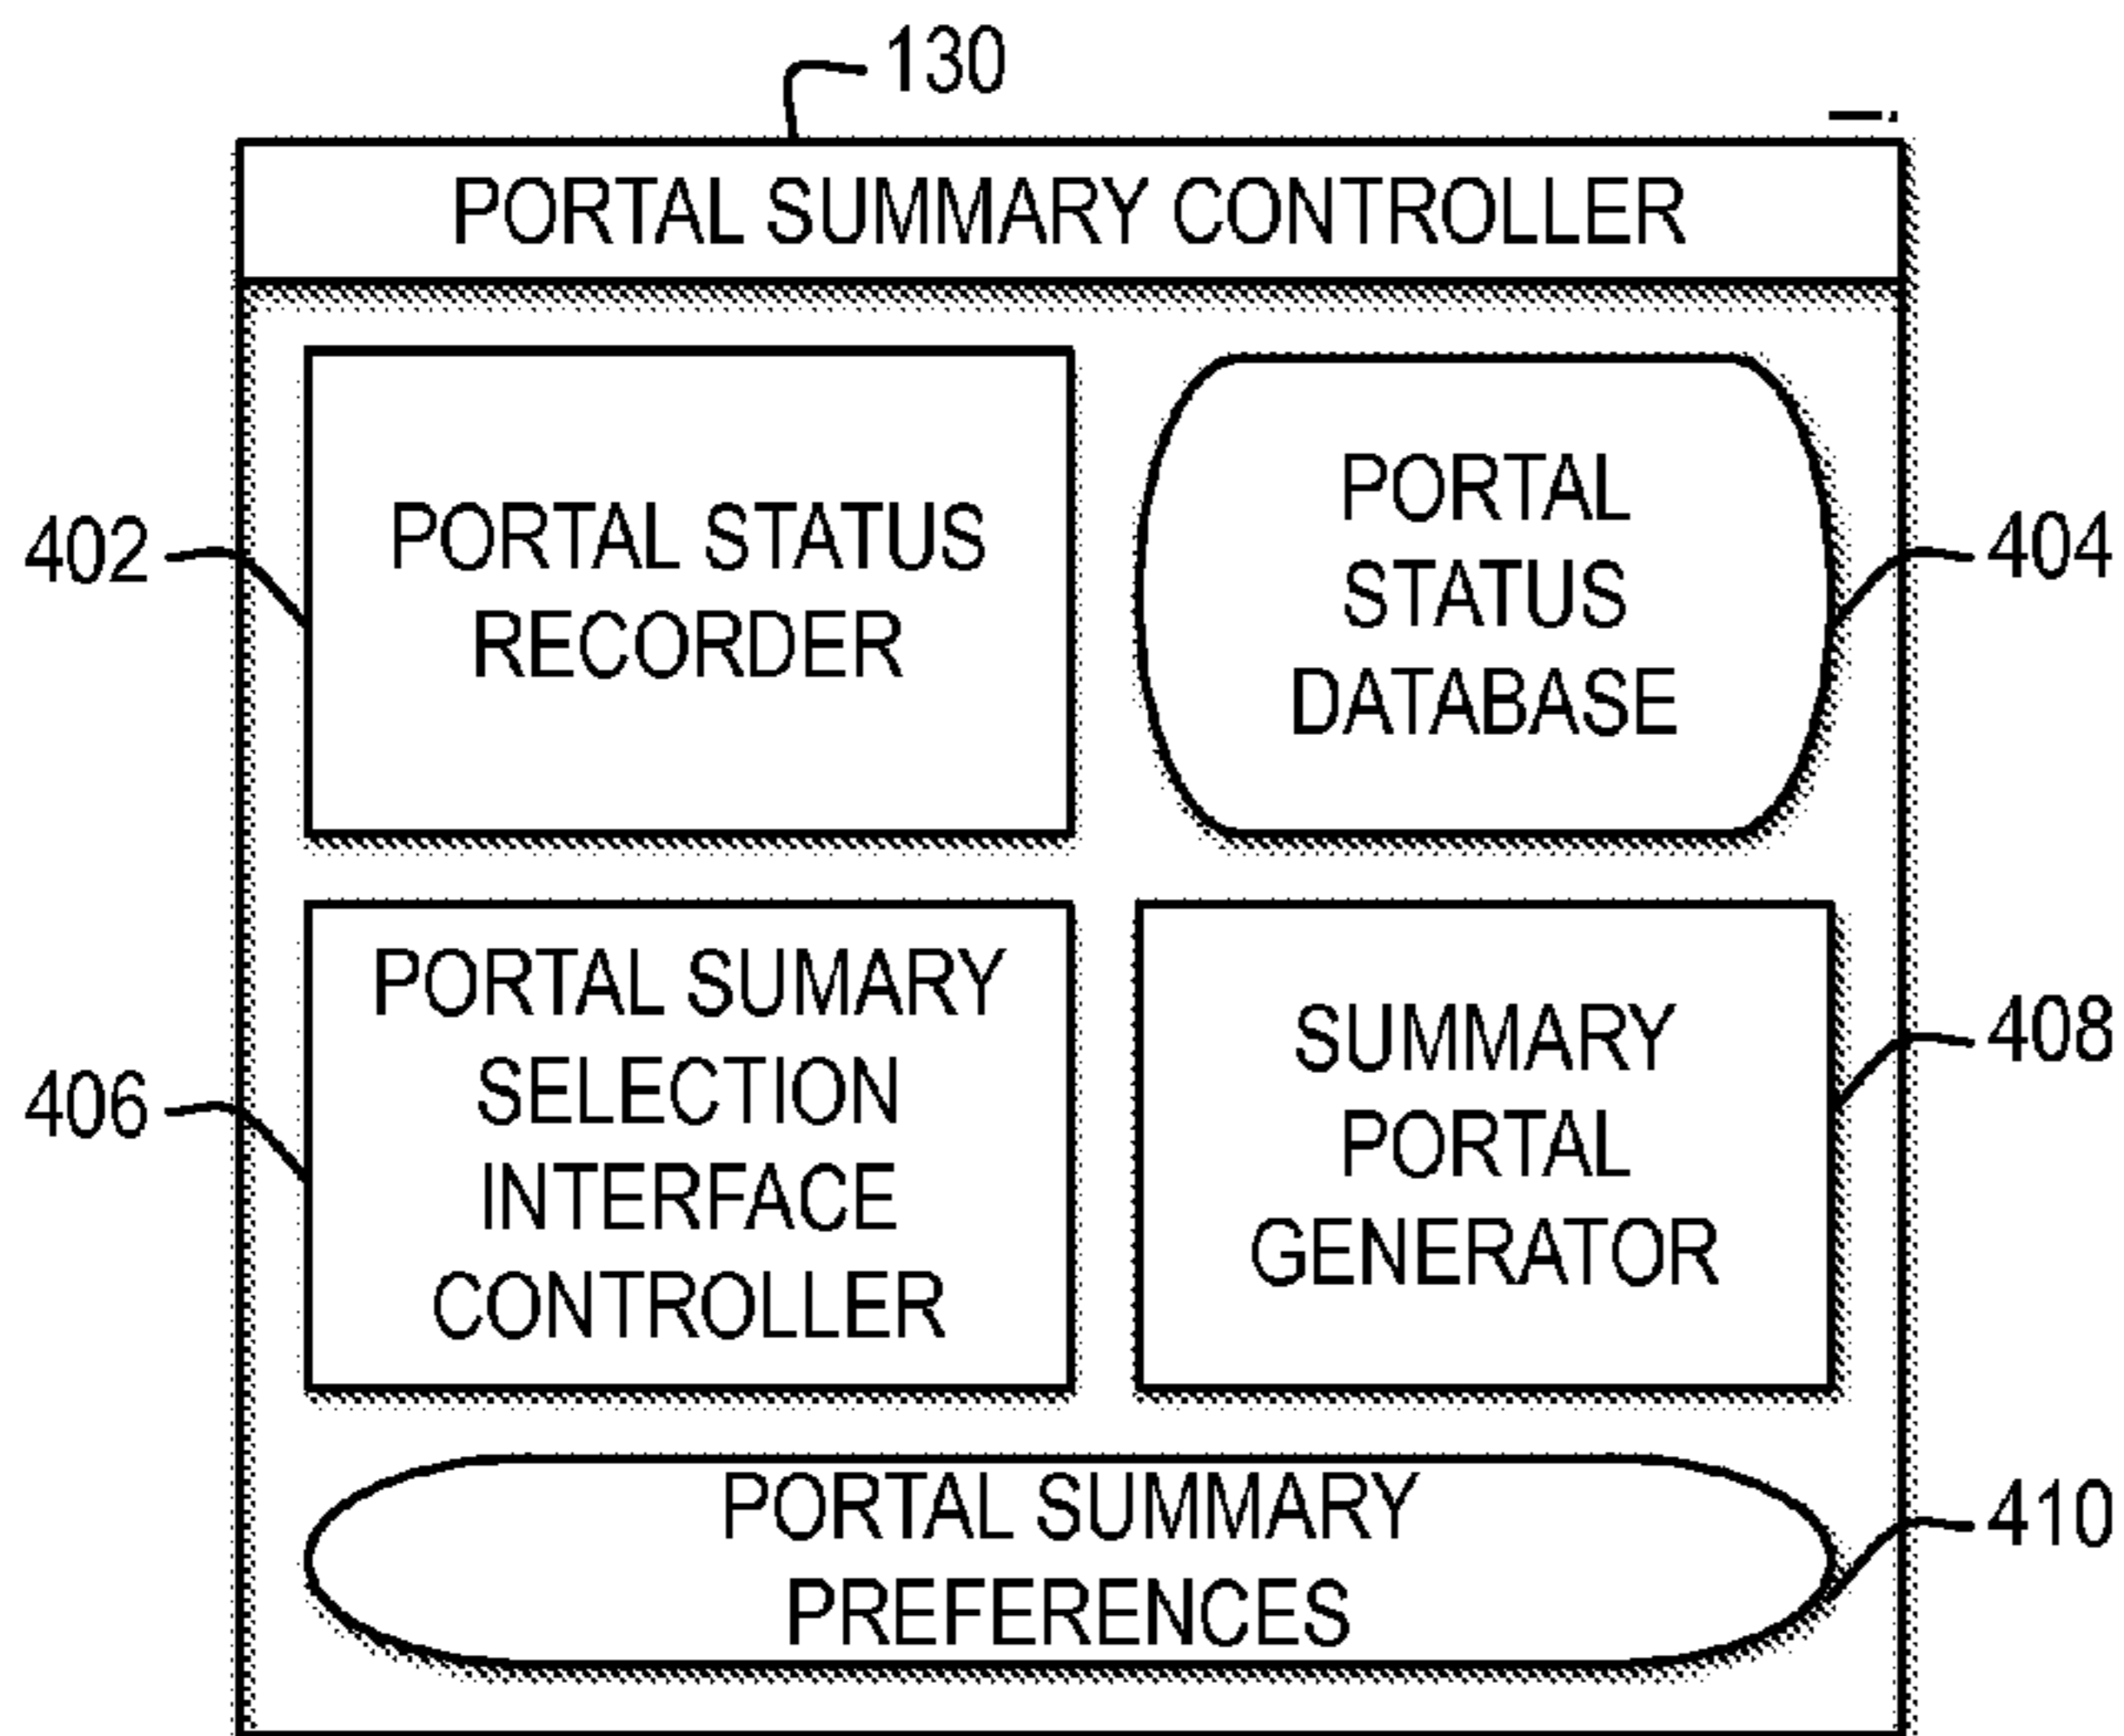 130
PORTAL SUMMARY CONTROLLER
402
PORTAL STATUS
RECORDER
PORTAL
STATUS
DATABASE
404
406
PORTAL SUMARY
SELECTION
INTERFACE
CONTROLLER
SUMMARY
PORTAL
GENERATOR
408
PORTAL SUMMARY
PREFERENCES
410